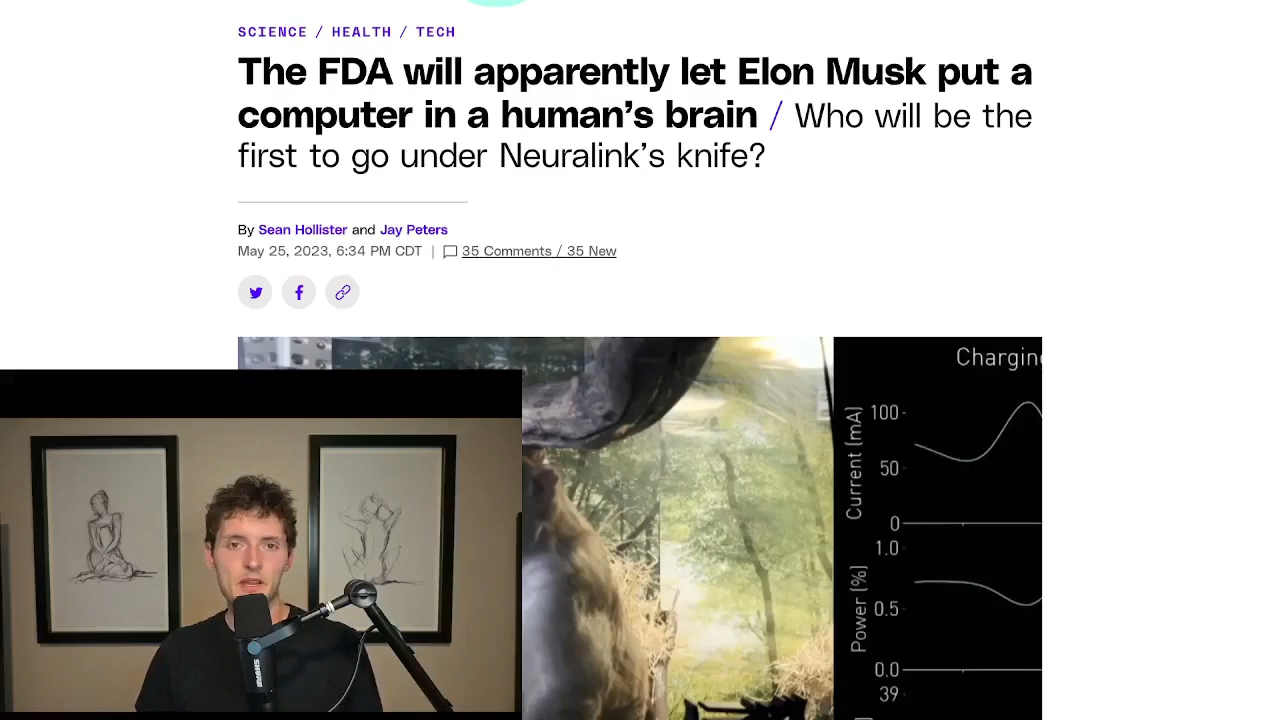 SCIENCE / HEALTH / TECH
The FDA will apparently let Elon Musk put a
computer in a human’s brain / Who will be the
first to go under Neuralink’s knife?
By Sean Hollister and Jay Peters
May 25, 2023, 6:34 PM CDT | 35 Comments / 35 New
Chargin
Current (mA)
100
50
0
Power (%)
1.0
0.5
0.0
39
SHURE